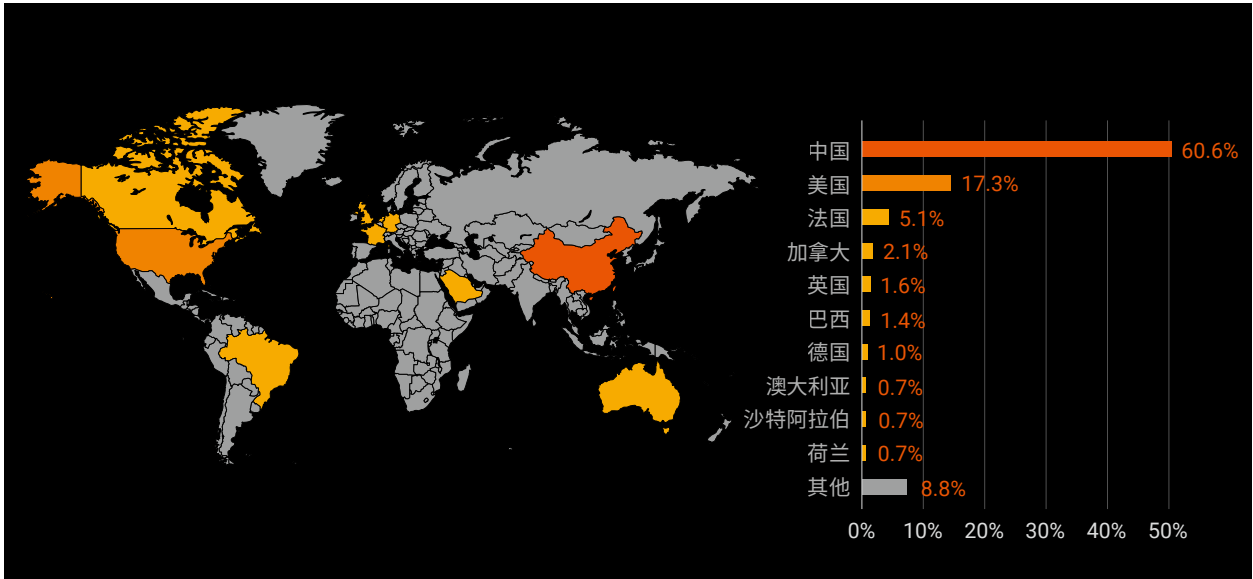 中国 60.6%
美国 17.3%
法国 5.1%
加拿大 2.1%
英国 1.6%
巴西 1.4%
德国 1.0%
澳大利亚 0.7%
沙特阿拉伯 0.7%
荷兰 0.7%
其他 8.8%
0% 10% 20% 30% 40% 50%